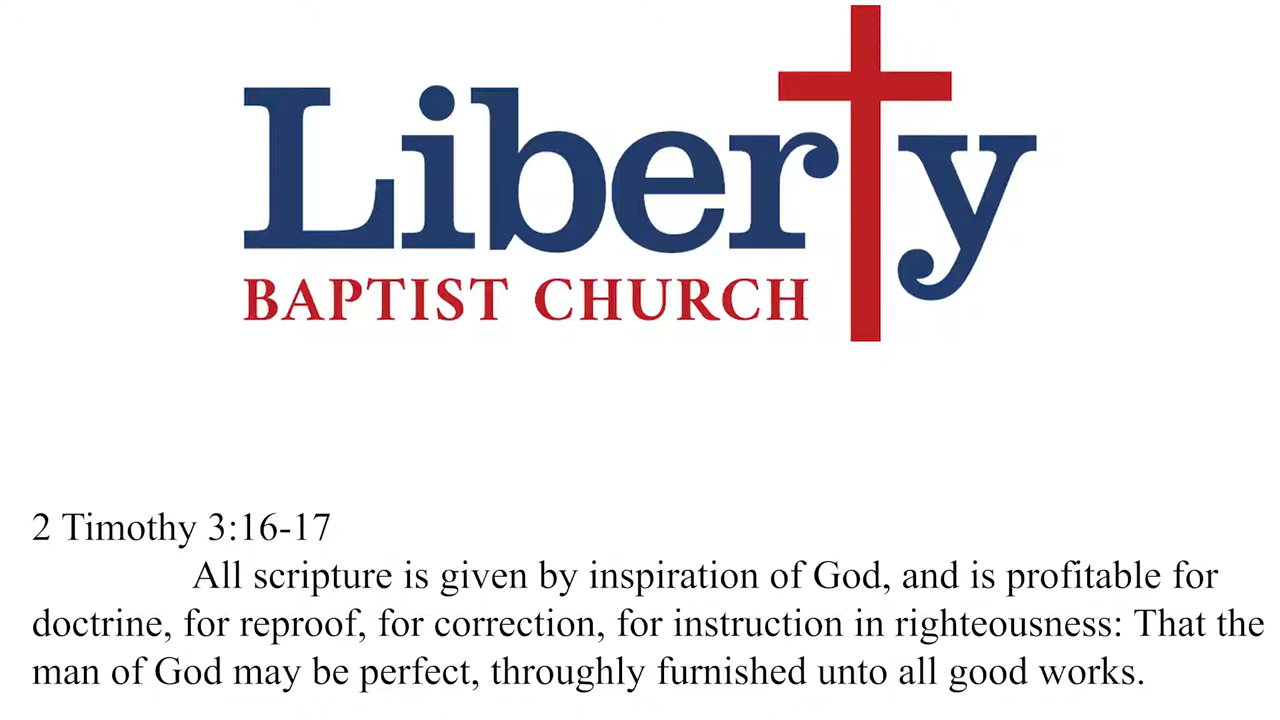 Liberty
BAPTIST CHURCH
2 Timothy 3:16-17
All scripture is given by inspiration of God, and is profitable for
doctrine, for reproof, for correction, for instruction in righteousness: That the
man of God may be perfect, throughly furnished unto all good works.